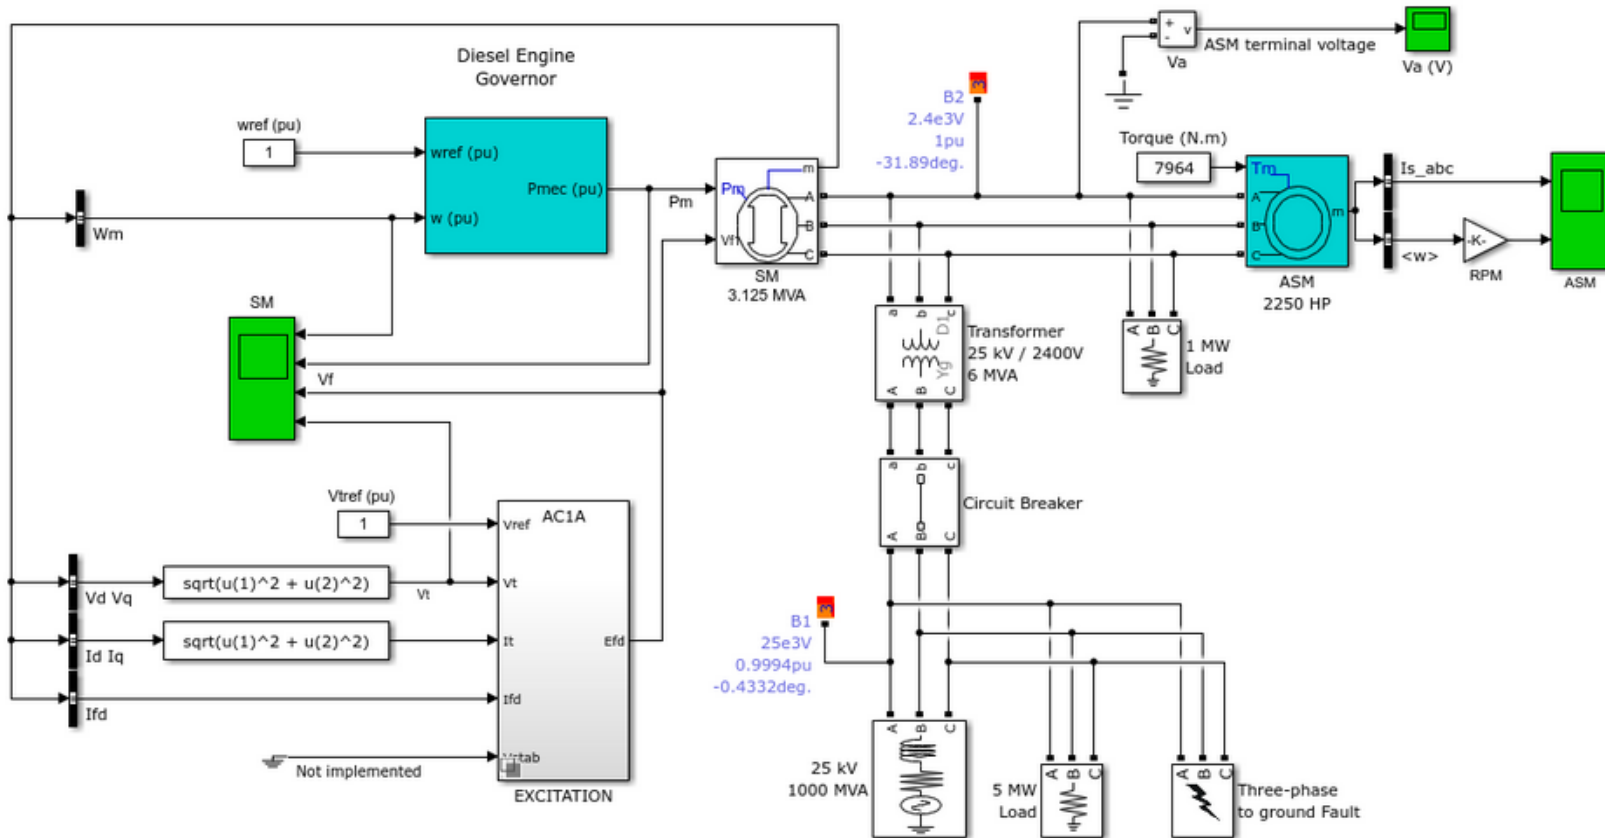 Diesel Engine
Governor
wref (pu)
1
wref (pu)
Pmec (pu)
w (pu)
Wm
Pm
Pm
m
A
B
C
Vf
SM
3.125 MVA
B2
2.4e3V
1pu
-31.89deg.
+
-
v
Va
ASM terminal voltage
Va (V)
3
Torque (N.m)
7964
Tm
A
B
C
m
ASM
2250 HP
Is_abc
<w>
-K-
RPM
ASM
SM
Vf
a
b
c
D1
Yg
A
B
C
Transformer
25 kV / 2400V
6 MVA
A
B
C
1 MW
Load
a
b
c
A
B
C
Circuit Breaker
Vtref (pu)
1
AC1A
Vref
Vt
It
Ifd
Vstab
Efd
EXCITATION
Vd Vq
sqrt(u(1)^2 + u(2)^2)
Vt
Id Iq
sqrt(u(1)^2 + u(2)^2)
Ifd
Not implemented
3
B1
25e3V
0.9994pu
-0.4332deg.
A
B
C
25 kV
1000 MVA
A
B
C
5 MW
Load
A
B
C
Three-phase
to ground Fault